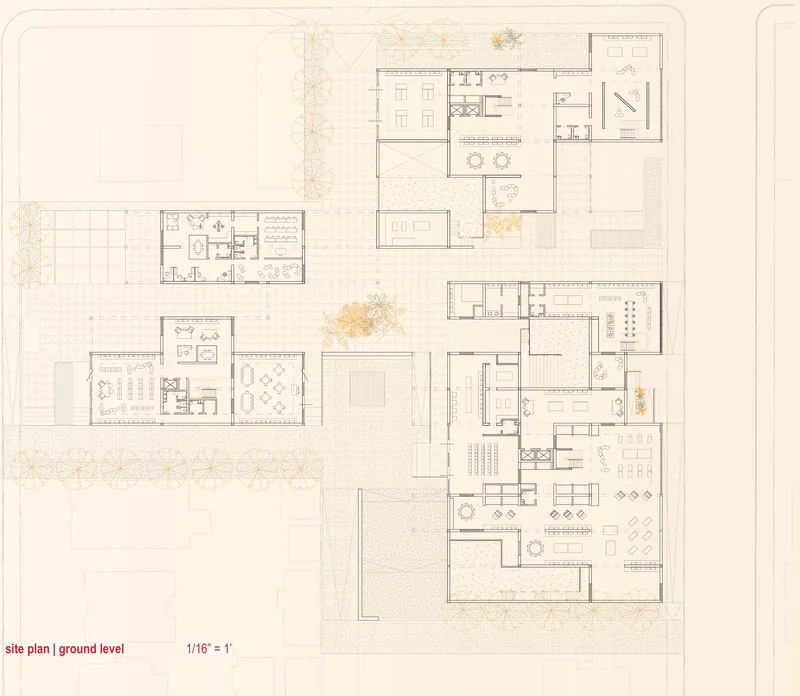 site plan | ground level
1/16" = 1'